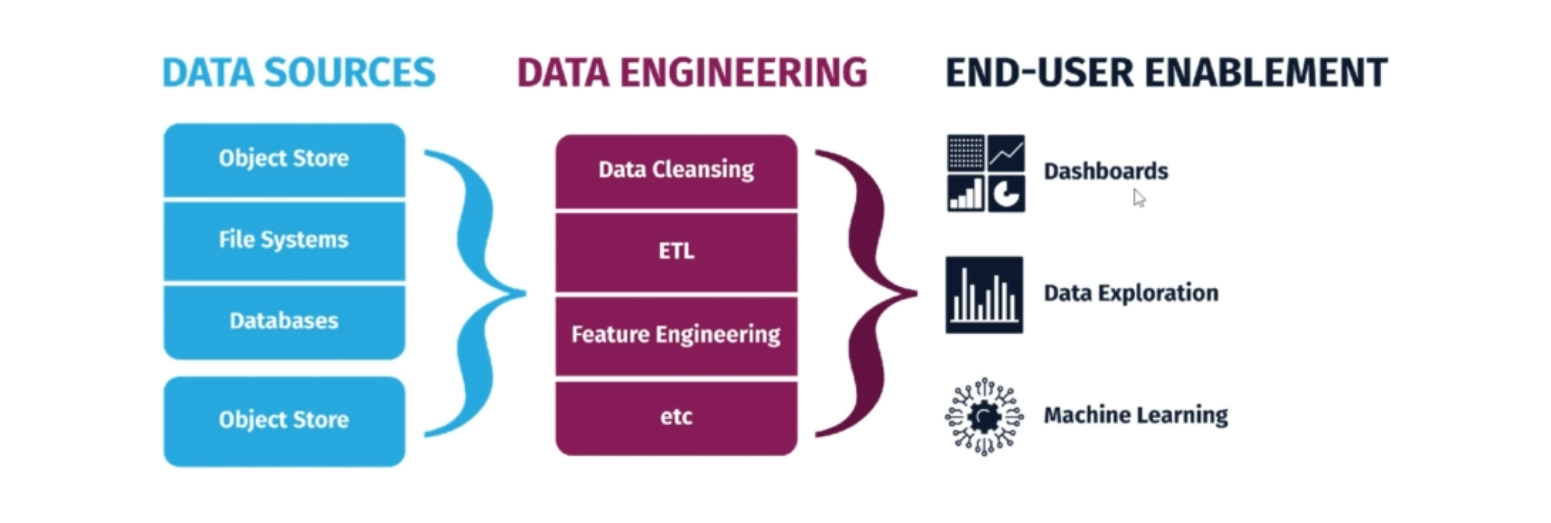 DATA SOURCES
Object Store
File Systems
Databases
Object Store
DATA ENGINEERING
Data Cleansing
ETL
Feature Engineering
etc
END-USER ENABLEMENT
Dashboards
Data Exploration
Machine Learning